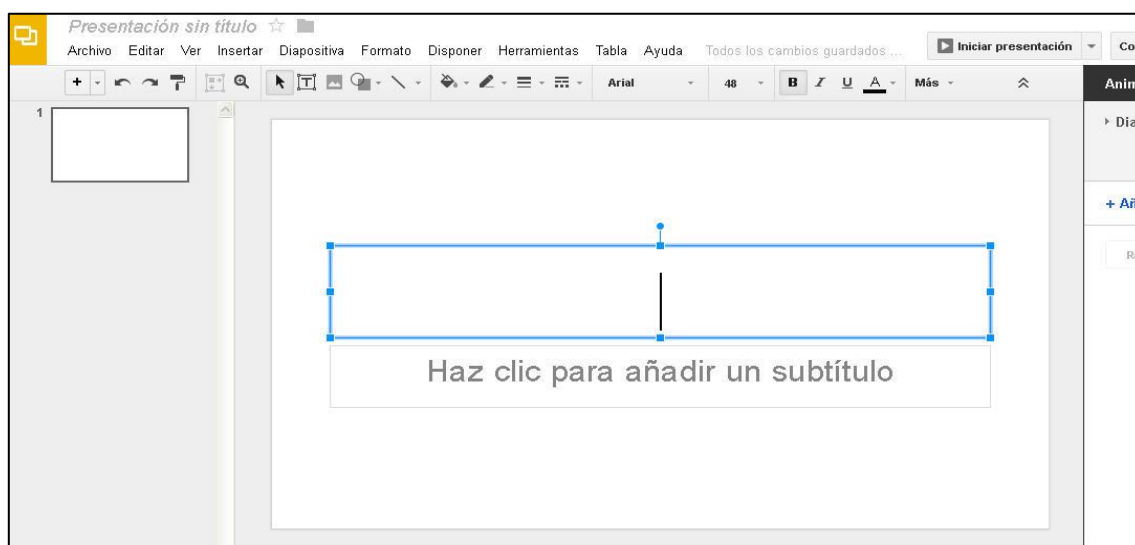 Presentación sin título
Archivo Editar Ver Insertar Diapositiva Formato Disponer Herramientas Tabla Ayuda Todos los cambios guardados ... Iniciar presentación Co
Arial 48 B I U A Más Anim
1
Dia
+ Añ
R
Haz clic para añadir un subtítulo